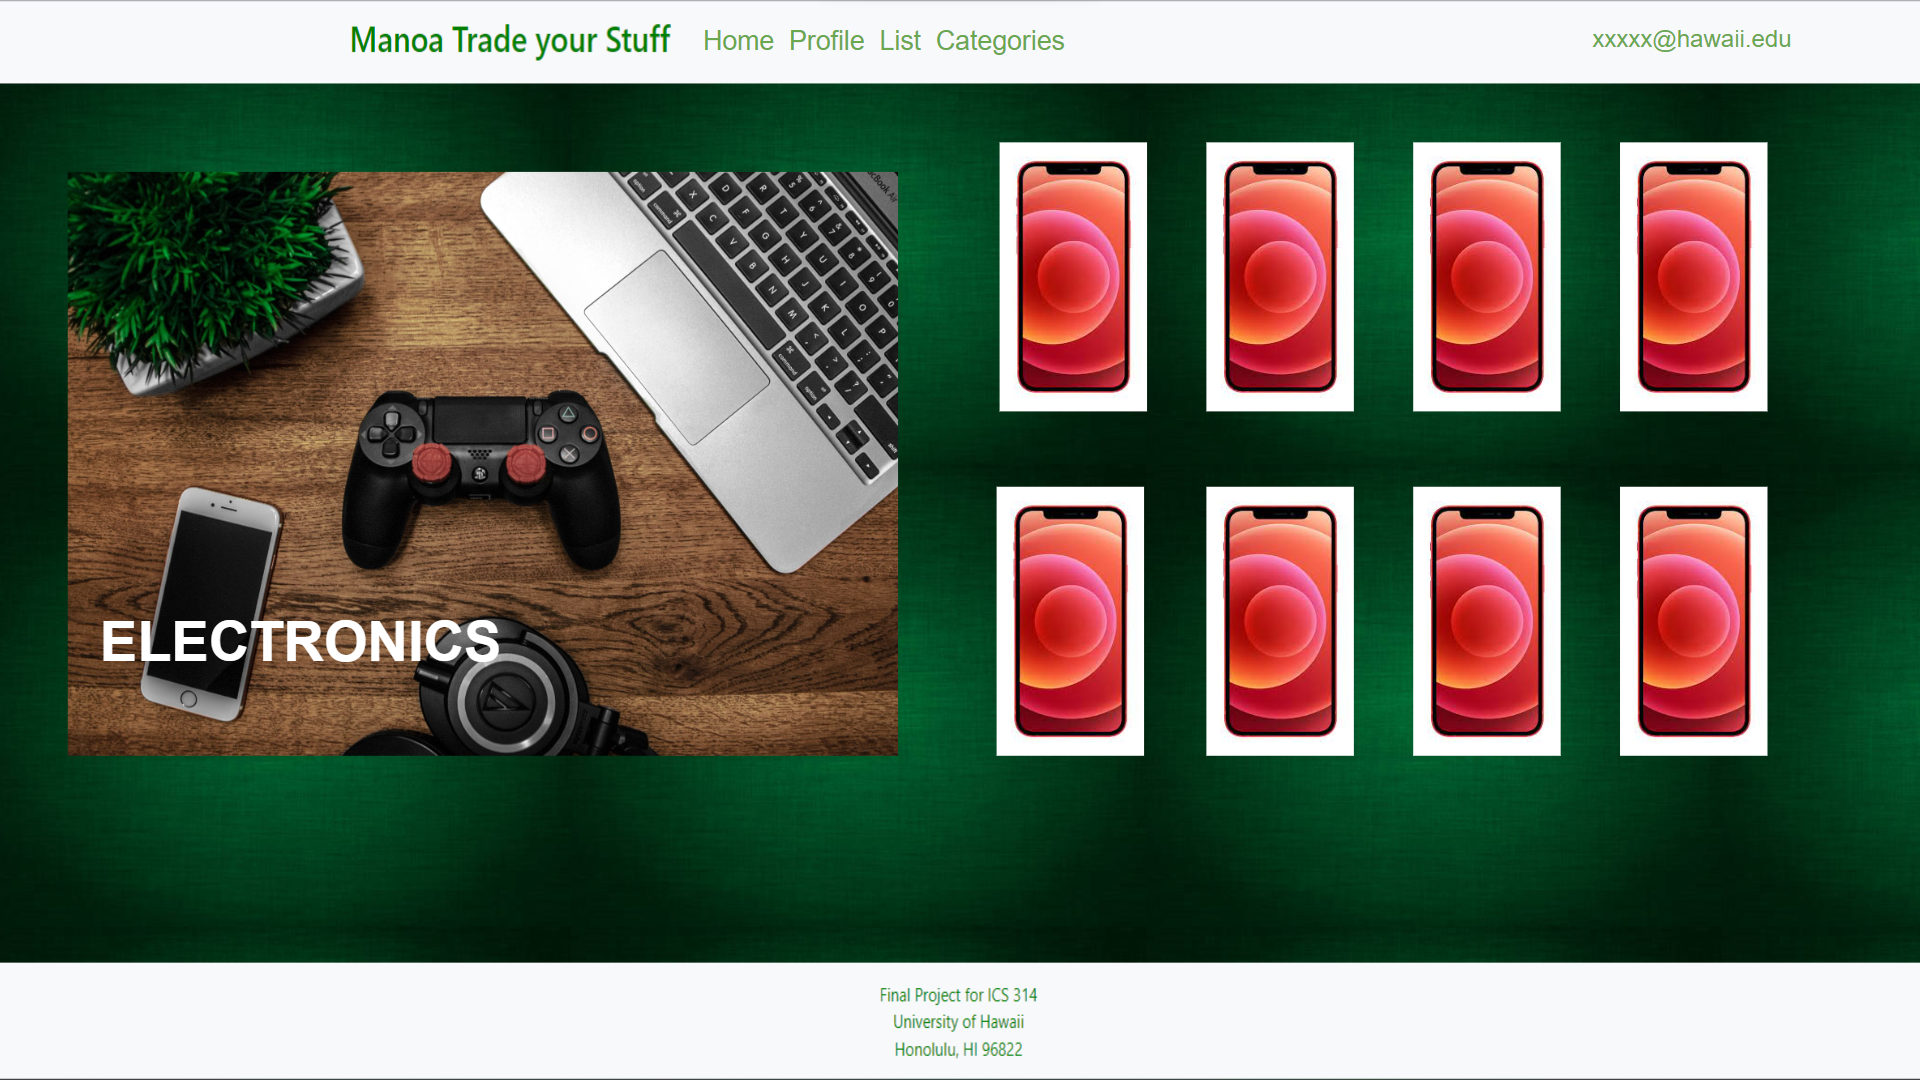 Manoa Trade your Stuff Home Profile List Categories xxxxx@hawaii.edu
ELECTRONICS
Final Project for ICS 314
University of Hawaii
Honolulu, HI 96822